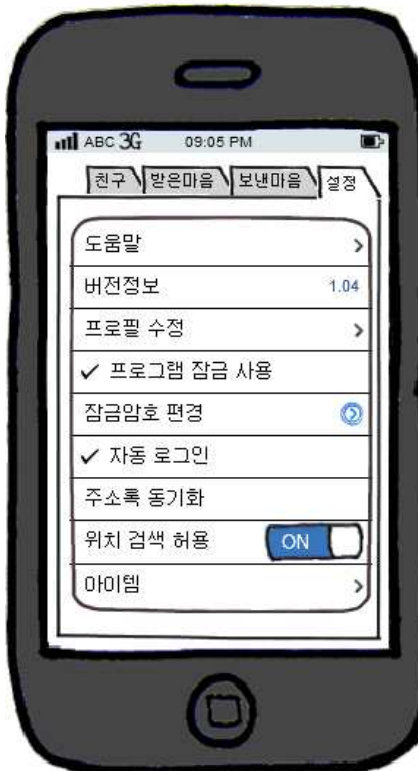 ABC 3G 09:05 PM
친구 받은마음 보낸마음 설정
도움말
버전정보 1.04
프로필 수정
프로그램 잠금 사용
잠금암호 편경
자동 로그인
주소록 동기화
위치 검색 허용 ON
아이템